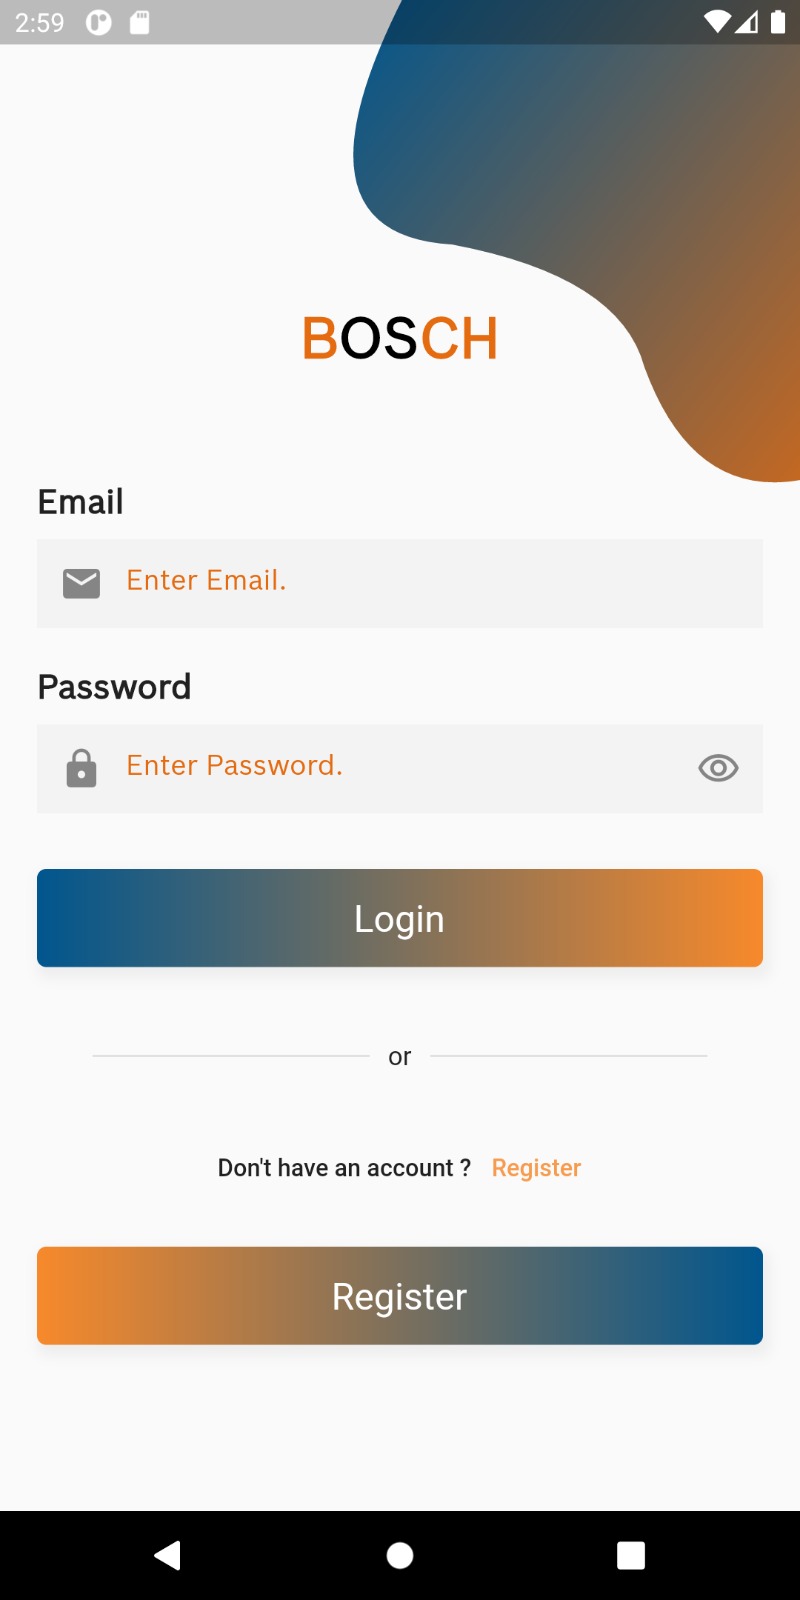 2:59
BOSCH
Email
Enter Email.
Password
Enter Password.
Login
or
Don't have an account ? Register
Register